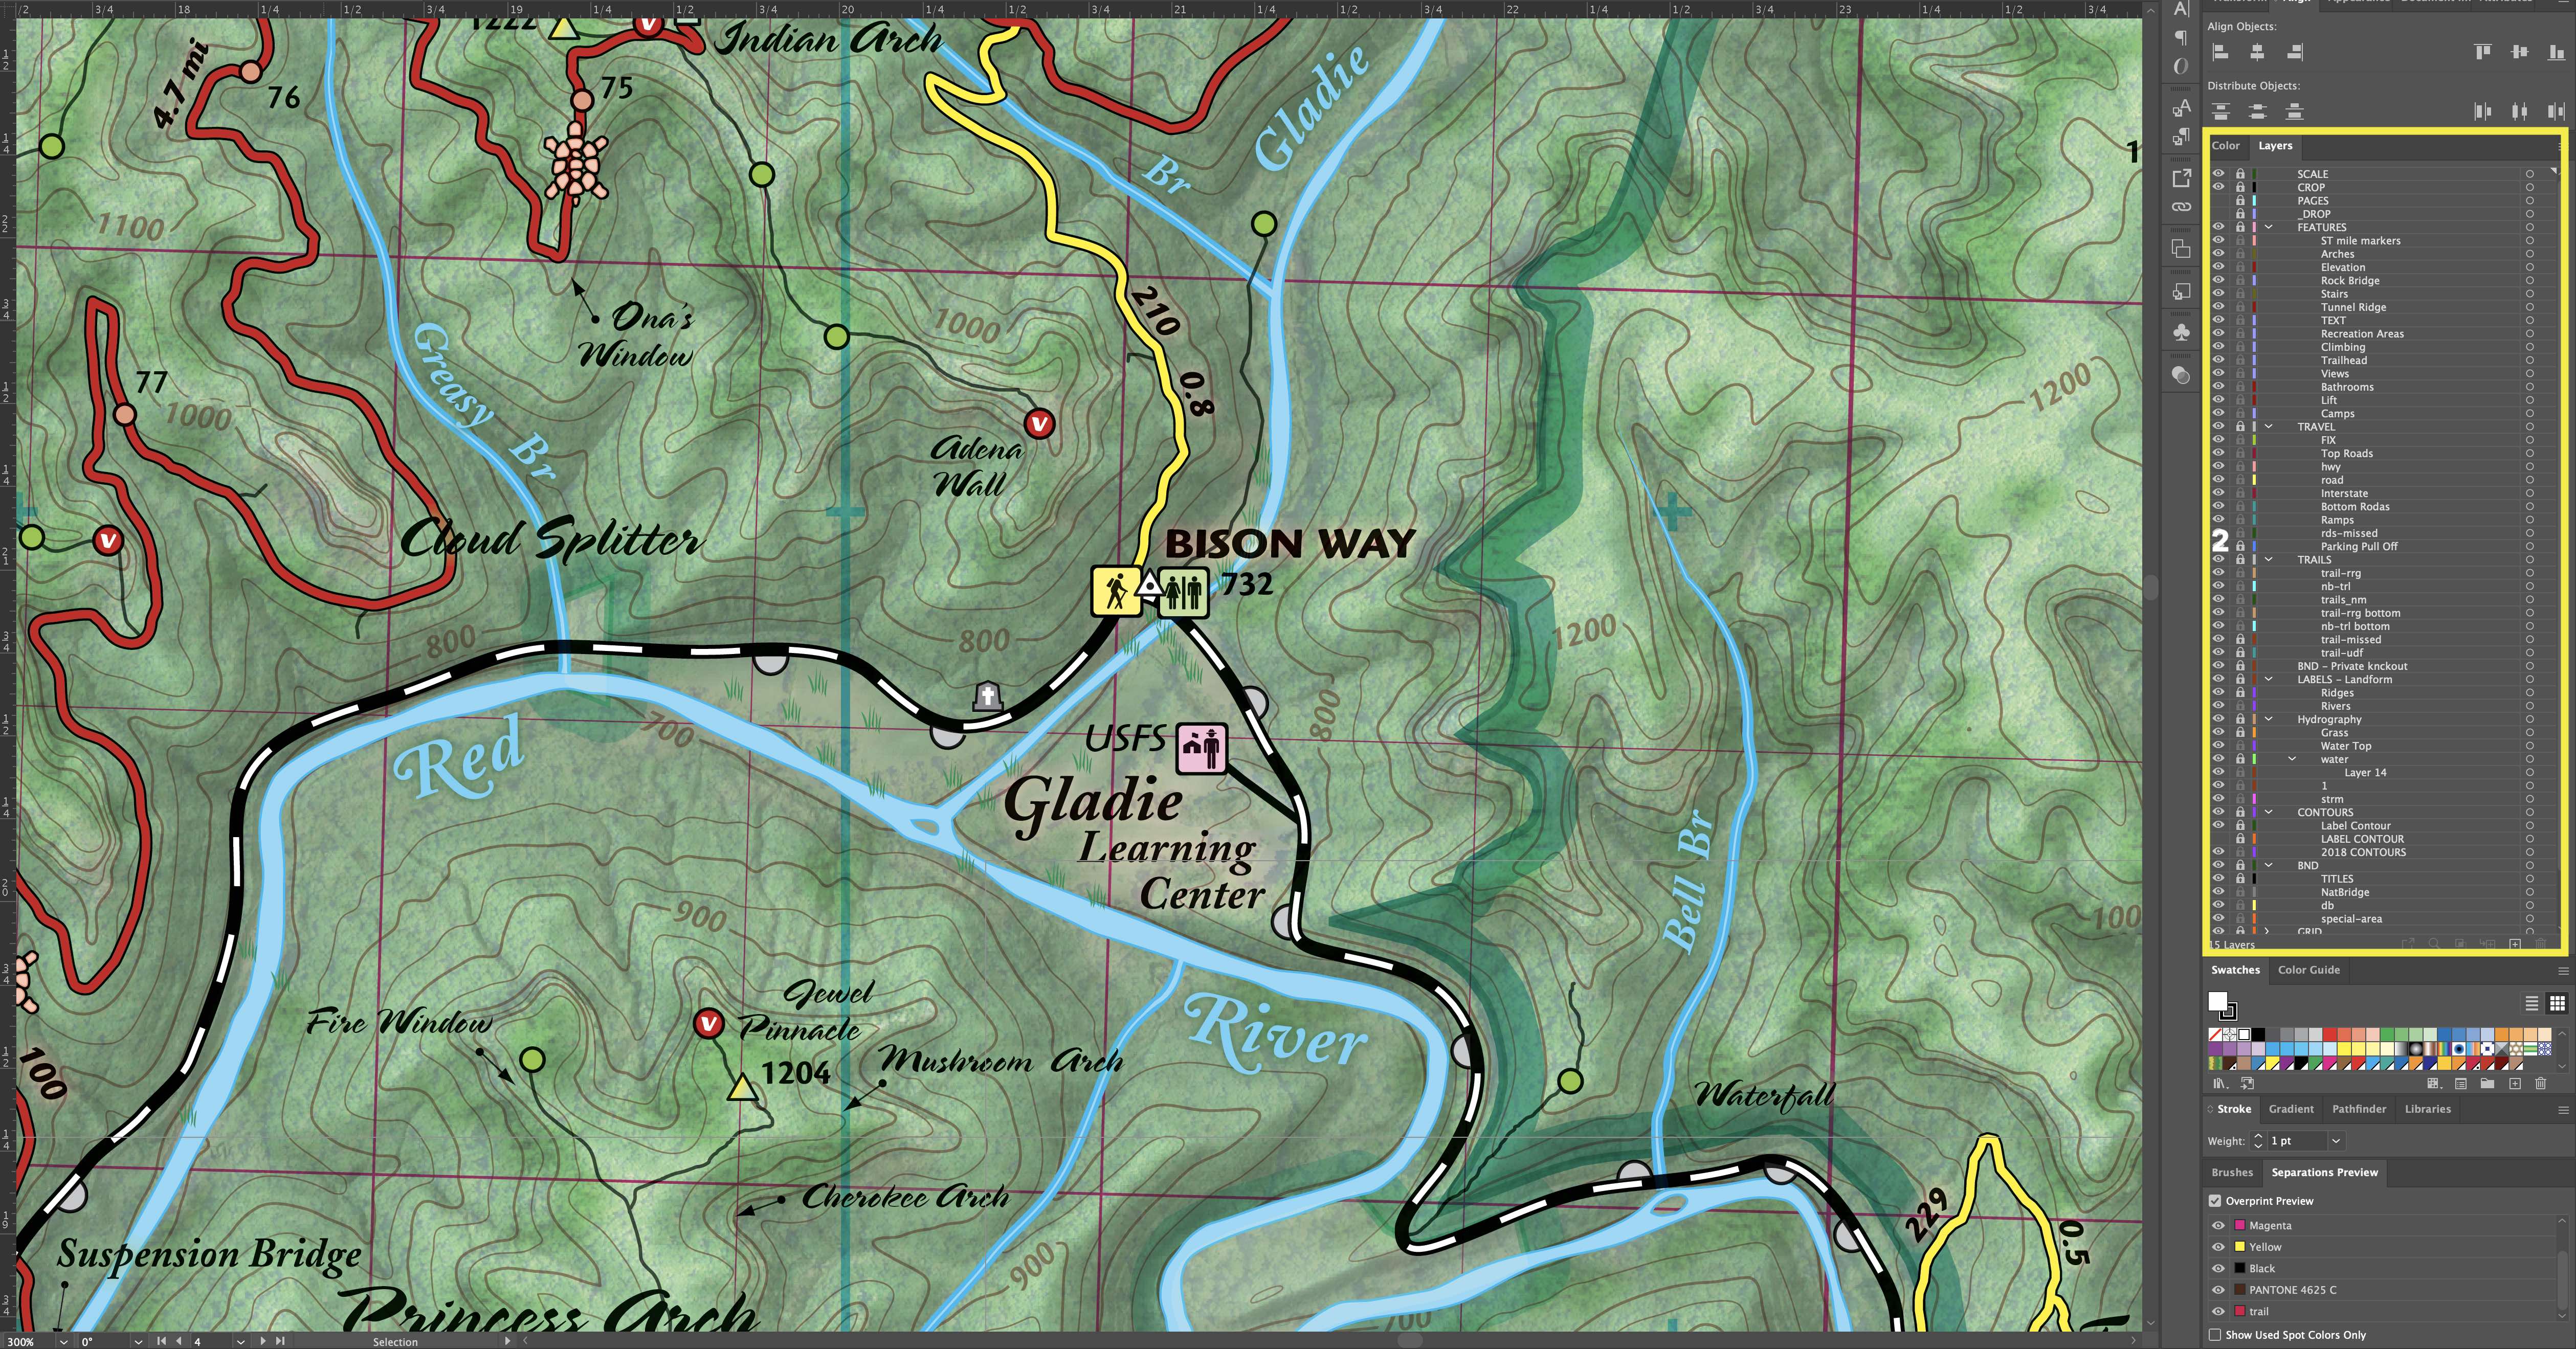 1222
Indian Arch
4.7 mi
76
75
Gladie
Br
1100
77
1000
Greasy Br
Ona's
Window
1000
210
0.8
Adena
Wall
1200
Cloud Splitter
BISON WAY
732
800
800
1200
700
800
Red
USFS
Gladie
Learning
Center
Bell Br
100
900
Jewel
Pinnacle
Fire Window
1204
Mushroom Arch
River
Waterfall
100
Cherokee Arch
Suspension Bridge
900
Princess Arch
229
0.5
700
300%
0°
4
Selection
Align Objects:
Distribute Objects:
Color Layers
SCALE
CROP
PAGES
_DROP
FEATURES
ST mile markers
Arches
Elevation
Rock Bridge
Stairs
Tunnel Ridge
TEXT
Recreation Areas
Climbing
Trailhead
Views
Bathrooms
Lift
Camps
TRAVEL
FIX
Top Roads
hwy
road
Interstate
Bottom Rodas
Ramps
rds-missed
2
Parking Pull Off
TRAILS
trail-rrg
nb-trl
trails_nm
trail-rrg bottom
nb-trl bottom
trail-missed
trail-udf
BND - Private knckout
LABELS - Landform
Ridges
Rivers
Hydrography
Grass
Water Top
water
Layer 14
1
strm
CONTOURS
Label Contour
LABEL CONTOUR
2018 CONTOURS
BND
TITLES
NatBridge
db
special-area
GRID
15 Layers
Swatches Color Guide
Stroke Gradient Pathfinder Libraries
Weight: 1 pt
Brushes Separations Preview
Overprint Preview
Magenta
Yellow
Black
PANTONE 4625 C
trail
Show Used Spot Colors Only